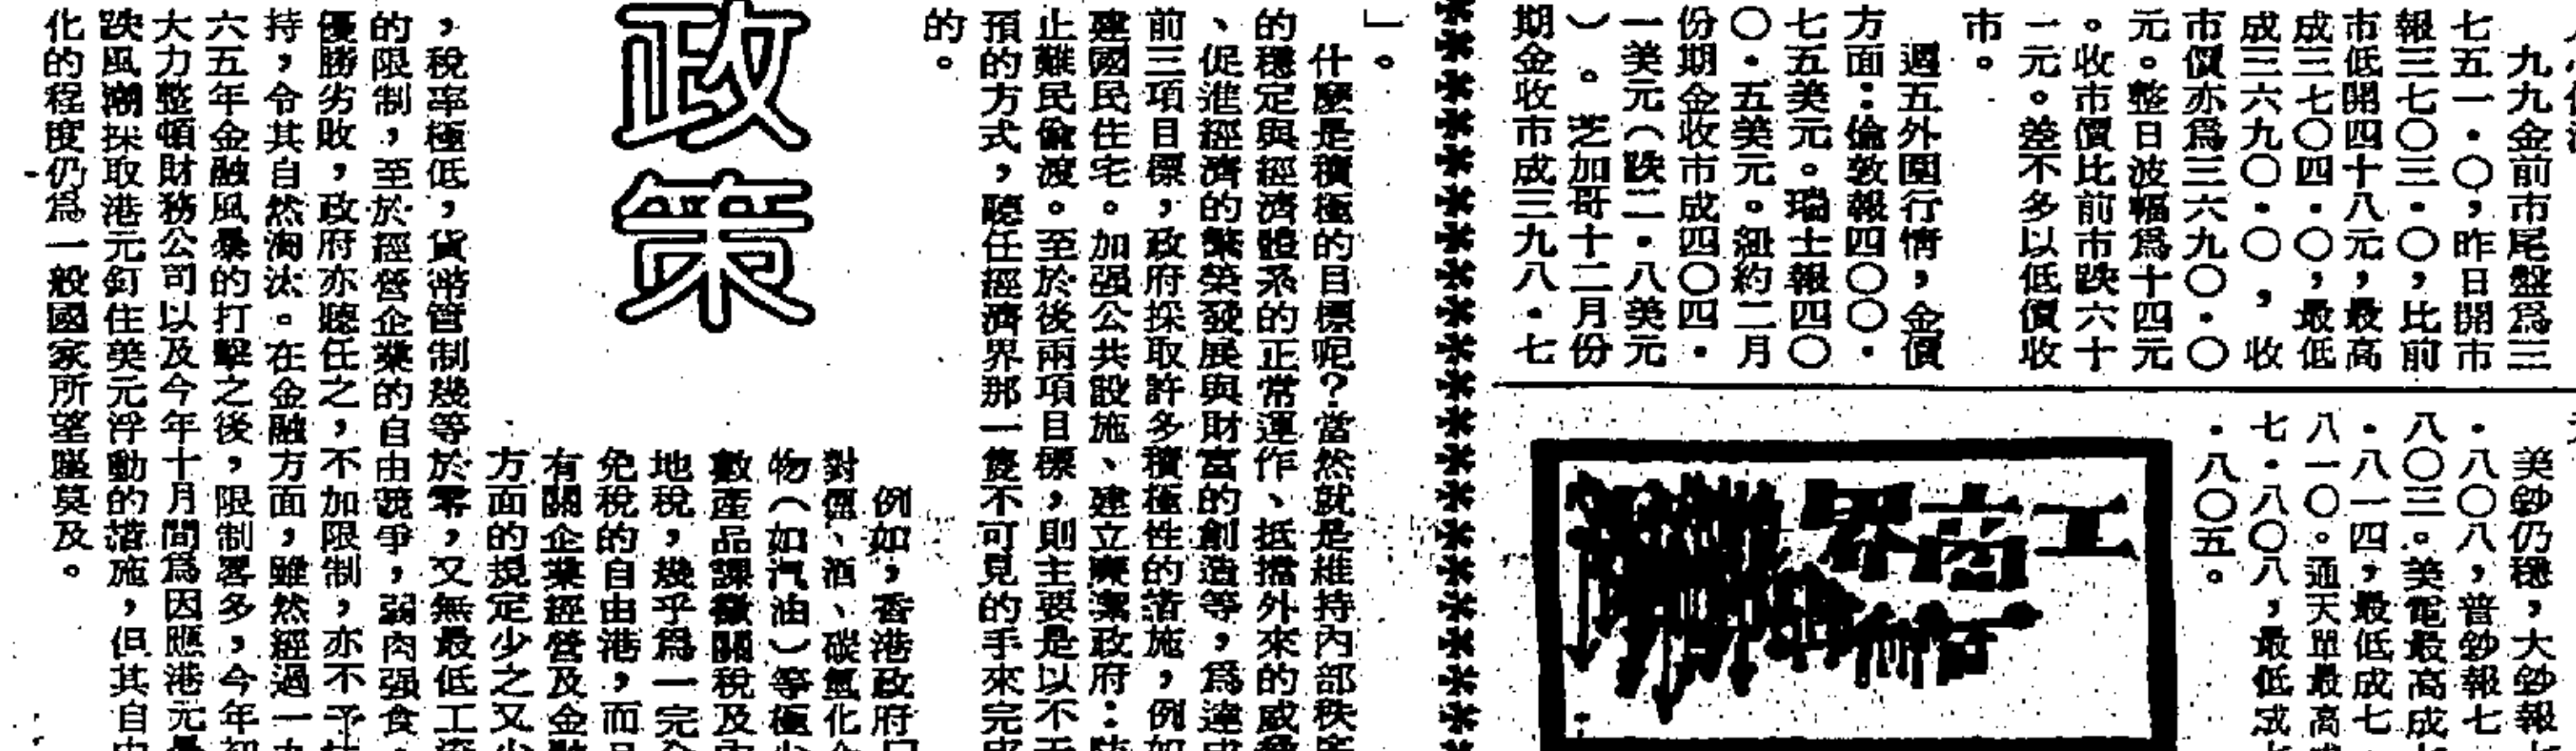 九九金前市尾盤爲三
七五一・〇，昨日開市
報三七〇三・〇，比前
市低開四十八元，最高
成三七〇四・〇，最低
成三六九〇・〇，收
市價亦爲三六九〇・〇
元。整日波幅爲十四元
。收市價比前市跌六十
一元。差不多以低價收
市。
週五外圍行情，金價
方面：倫敦報四〇〇・
七五美元。瑞士報四〇
〇・五美元。紐約二月
份期金收市成四〇四・
一美元（跌二・八美元
）。芝加哥十二月份
期金收市成三九八・七
美鈔仍穩，大鈔報七
・八〇八，普鈔報七
八〇三。美電最高成七
・八一四，最低成七・
八一〇。通天單最高成
七・八〇八，最低成七
・八〇五。
工商界
」。
什麼是積極的目標呢？當然就是維持內部秩序
的穩定與經濟體系的正常運作、抵擋外來的威脅
、促進經濟的繁榮發展與財富的創造等，爲達成
前三項目標，政府採取許多積極性的措施，例如
建國民住宅。加强公共設施、建立廉潔政府：防
止難民偷渡。至於後兩項目標，則主要是以不干
預的方式，聽任經濟界那一隻不可見的手來完成
的。
政策
例如，香港政府
對煙、酒、碳氫化合
物（如汽油）等極少
數產品課徵關稅及
地稅，幾乎爲一完全
免稅的自由港，而
有關企業經營及金融
方面的規定少之又少
，稅率極低，貨幣管制幾等於零，又無最低工資
的限制，至於經營企業的自由競爭，弱肉强食，
優勝劣敗，政府亦聽任之，不加限制，亦不予
持，令其自然淘汰。在金融方面，雖然經過一九
六五年金融風暴的打擊之後，限制畧多，今年初
大力整頓財務公司以及今年十月間爲因應港元暴
跌風潮採取港元釘住美元浮動的措施，但其自由
化的程度仍爲一般國家所望塵莫及。